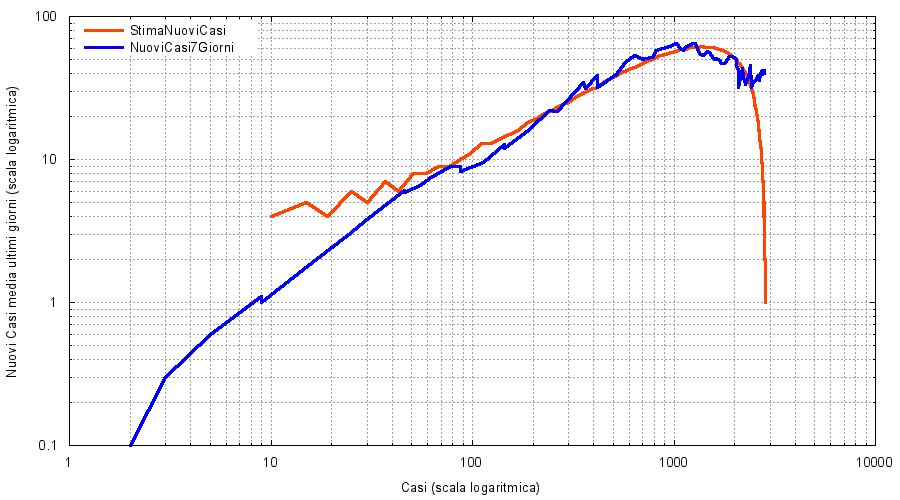 StimaNuoviCasi
NuoviCasi7Giorni
Nuovi Casi media ultimi giorni (scala logaritmica)
100
10
1
0.1
1
10
100
1000
10000
Casi (scala logaritmica)